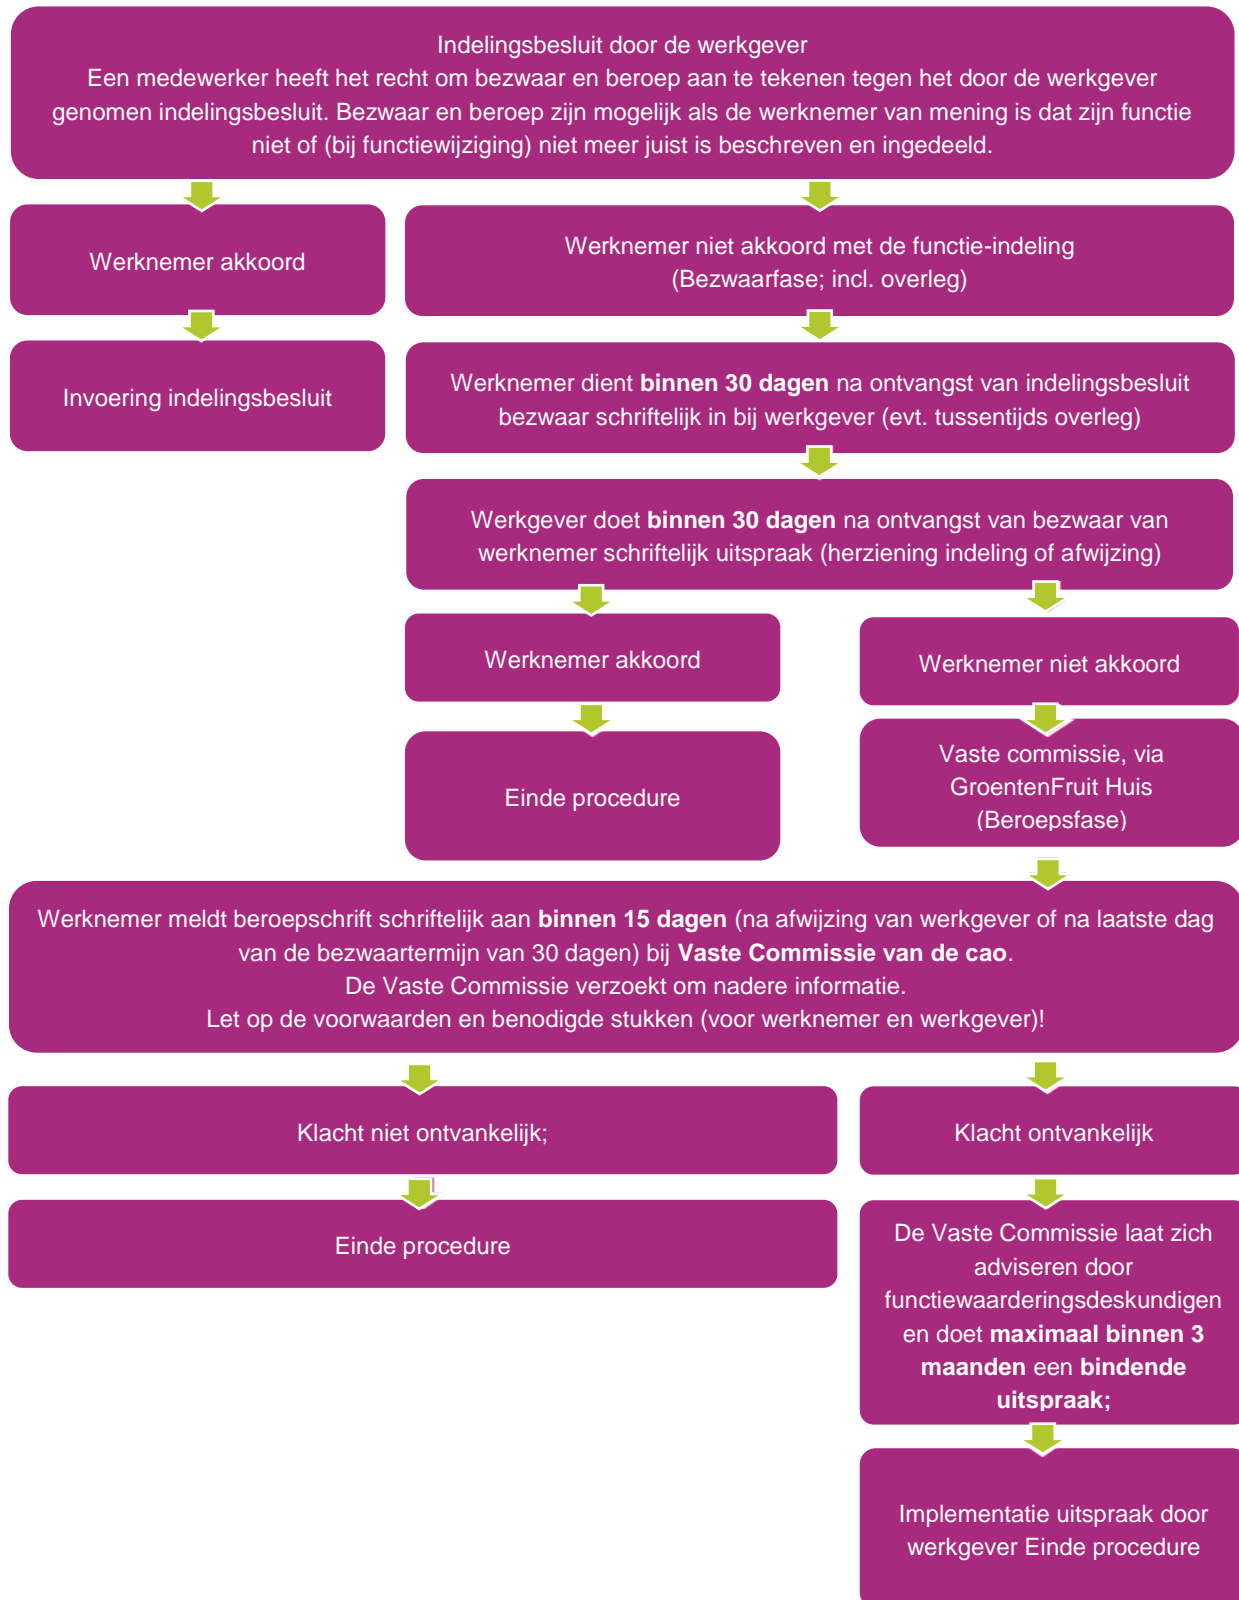 Indelingsbesluit door de werkgever
Een medewerker heeft het recht om bezwaar en beroep aan te tekenen tegen het door de werkgever
genomen indelingsbesluit. Bezwaar en beroep zijn mogelijk als de werknemer van mening is dat zijn functie
niet of (bij functiewijziging) niet meer juist is beschreven en ingedeeld.
Werknemer akkoord
Werknemer niet akkoord met de functie-indeling
(Bezwaarfase; incl. overleg)
Invoering indelingsbesluit
Werknemer dient binnen 30 dagen na ontvangst van indelingsbesluit
bezwaar schriftelijk in bij werkgever (evt. tussentijds overleg)
Werkgever doet binnen 30 dagen na ontvangst van bezwaar van
werknemer schriftelijk uitspraak (herziening indeling of afwijzing)
Werknemer akkoord
Werknemer niet akkoord
Einde procedure
Vaste commissie, via
GroentenFruit Huis
(Beroepsfase)
Werknemer meldt beroepschrift schriftelijk aan binnen 15 dagen (na afwijzing van werkgever of na laatste dag
van de bezwaartermijn van 30 dagen) bij Vaste Commissie van de cao.
De Vaste Commissie verzoekt om nadere informatie.
Let op de voorwaarden en benodigde stukken (voor werknemer en werkgever)!
Klacht niet ontvankelijk;
Klacht ontvankelijk
Einde procedure
De Vaste Commissie laat zich
adviseren door
functiewaarderingsdeskundigen
en doet maximaal binnen 3
maanden een bindende
uitspraak;
Implementatie uitspraak door
werkgever Einde procedure